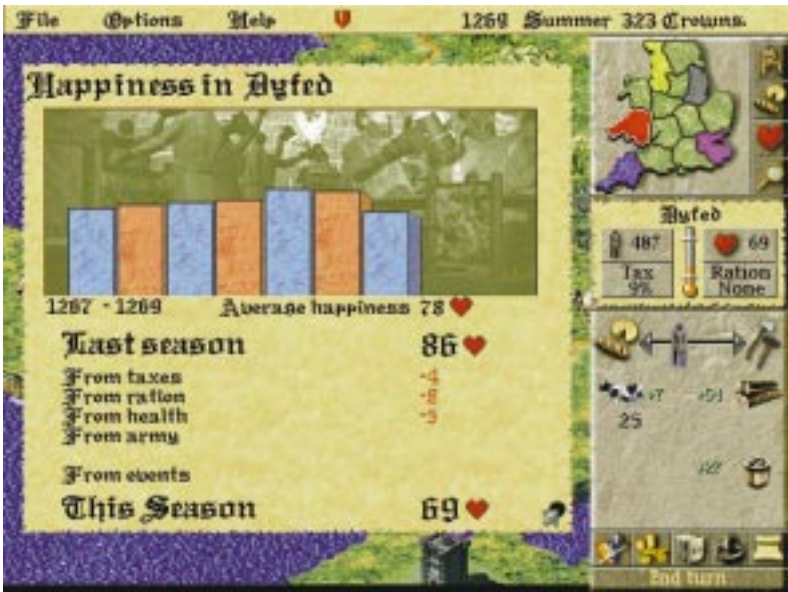 File Options Help 1269 Summer 323 Crowns.
Happiness in Dyfed
1267 - 1269 Average happiness 78
Last season 86
From taxes -4
From ration -8
From health -5
From army
From events
This Season 69
Dyfed
487 69
Tax 9% Ration None
+7
25
End turn